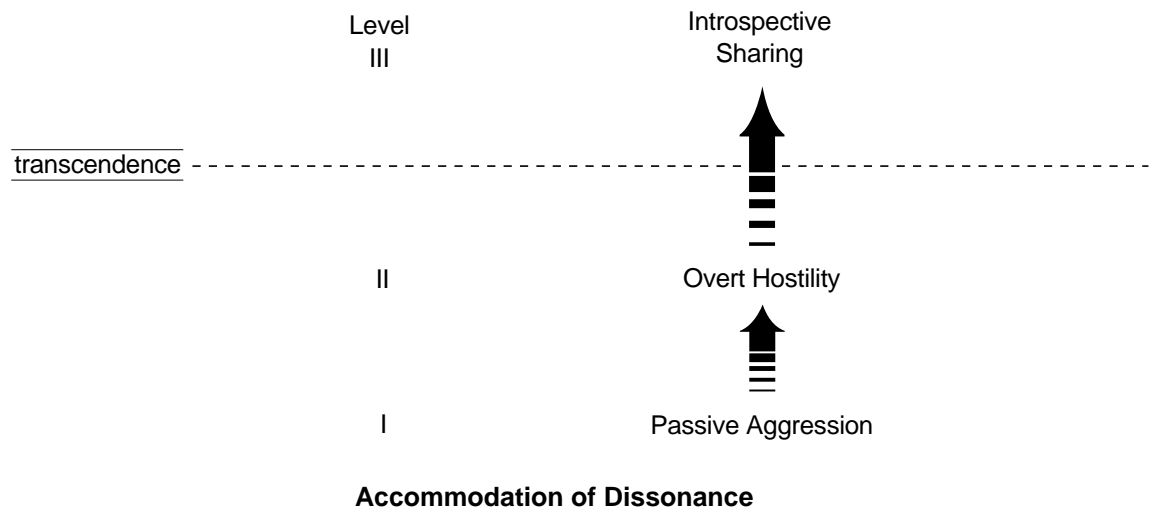 Level
III
Introspective
Sharing
transcendence
II
Overt Hostility
I
Passive Aggression
Accommodation of Dissonance